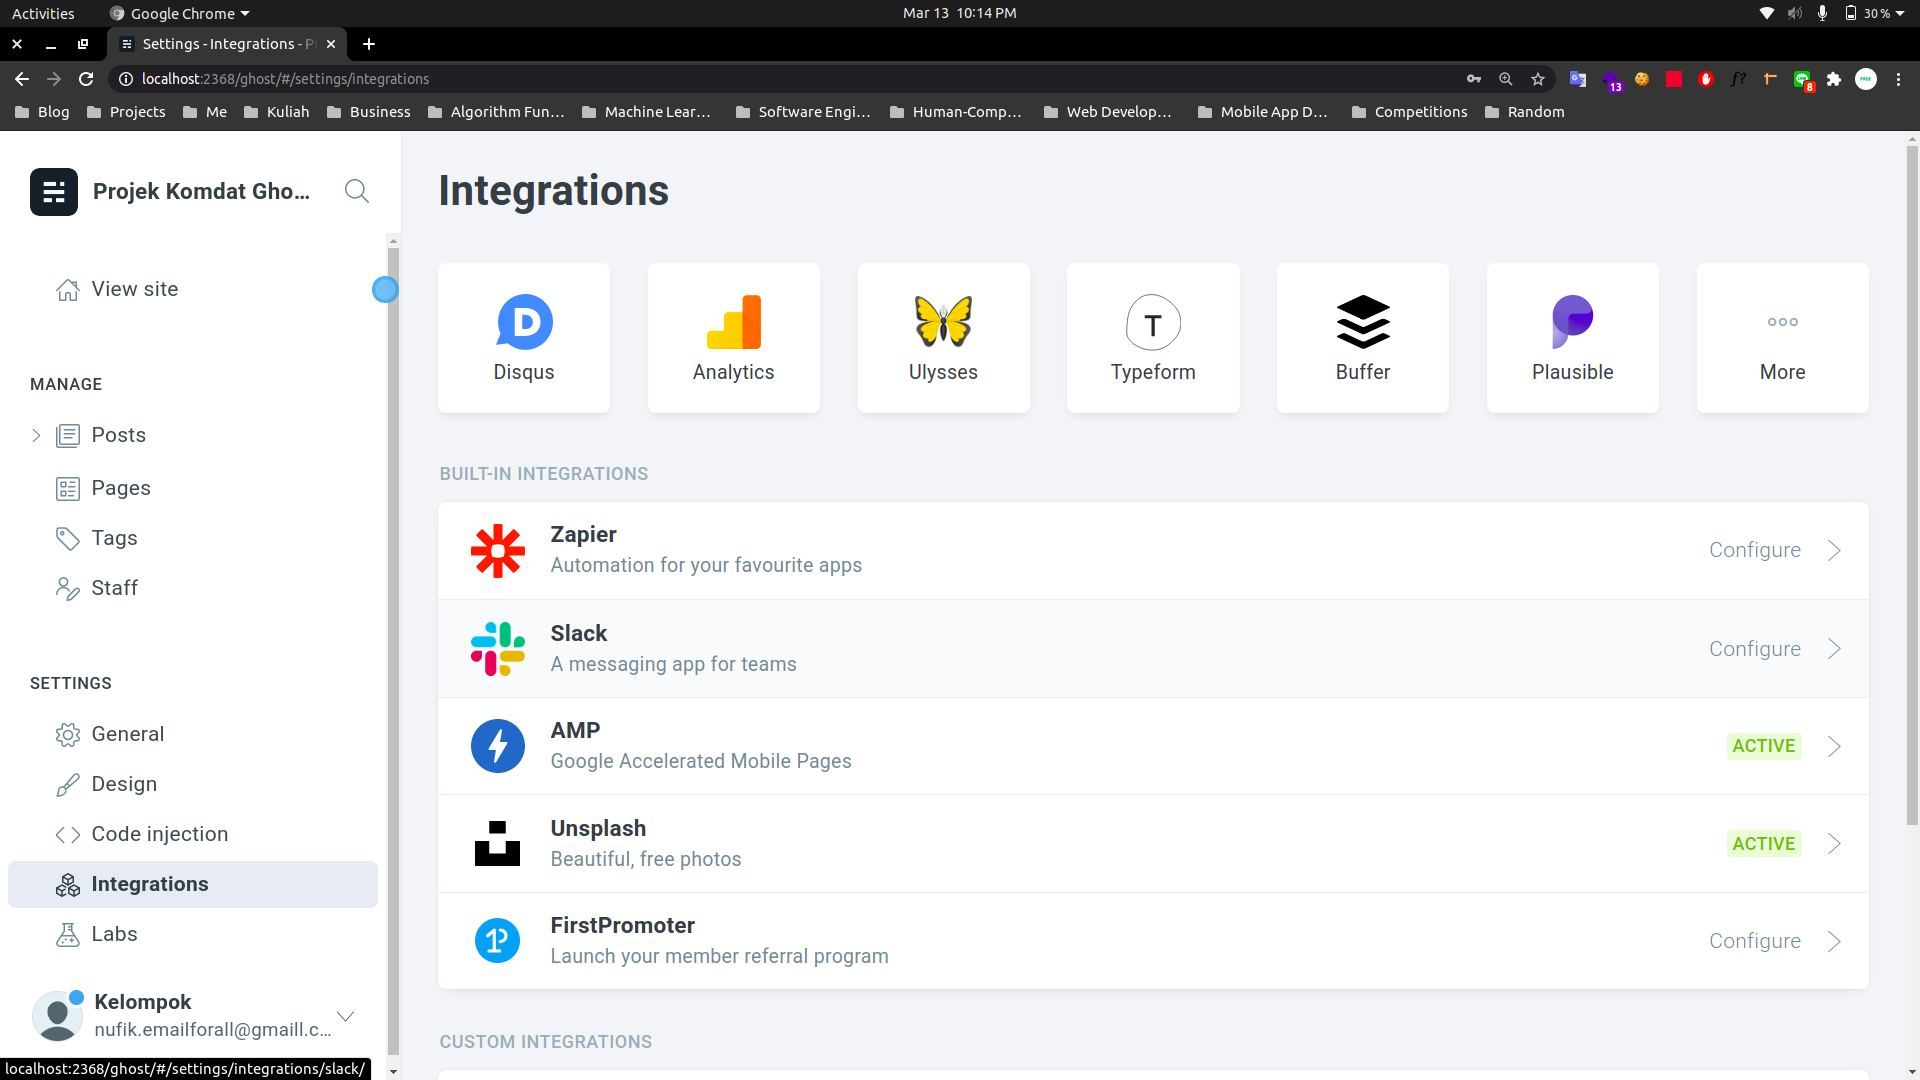 Activities
Google Chrome
Mar 13 10:14 PM
30 %
Settings - Integrations - P
localhost:2368/ghost/#/settings/integrations
13
8
FREE
f?
Blog
Projects
Me
Kuliah
Business
Algorithm Fun...
Machine Lear...
Software Engi...
Human-Comp...
Web Develop...
Mobile App D...
Competitions
Random
Projek Komdat Gho...
View site
MANAGE
Posts
Pages
Tags
Staff
SETTINGS
General
Design
Code injection
Integrations
Labs
Kelompok
nufik.emailforall@gmaill.c...
localhost:2368/ghost/#/settings/integrations/slack/
Integrations
D
Disqus
Analytics
Ulysses
T
Typeform
Buffer
Plausible
More
BUILT-IN INTEGRATIONS
Zapier
Automation for your favourite apps
Configure
Slack
A messaging app for teams
Configure
AMP
Google Accelerated Mobile Pages
ACTIVE
Unsplash
Beautiful, free photos
ACTIVE
FirstPromoter
Launch your member referral program
Configure
CUSTOM INTEGRATIONS